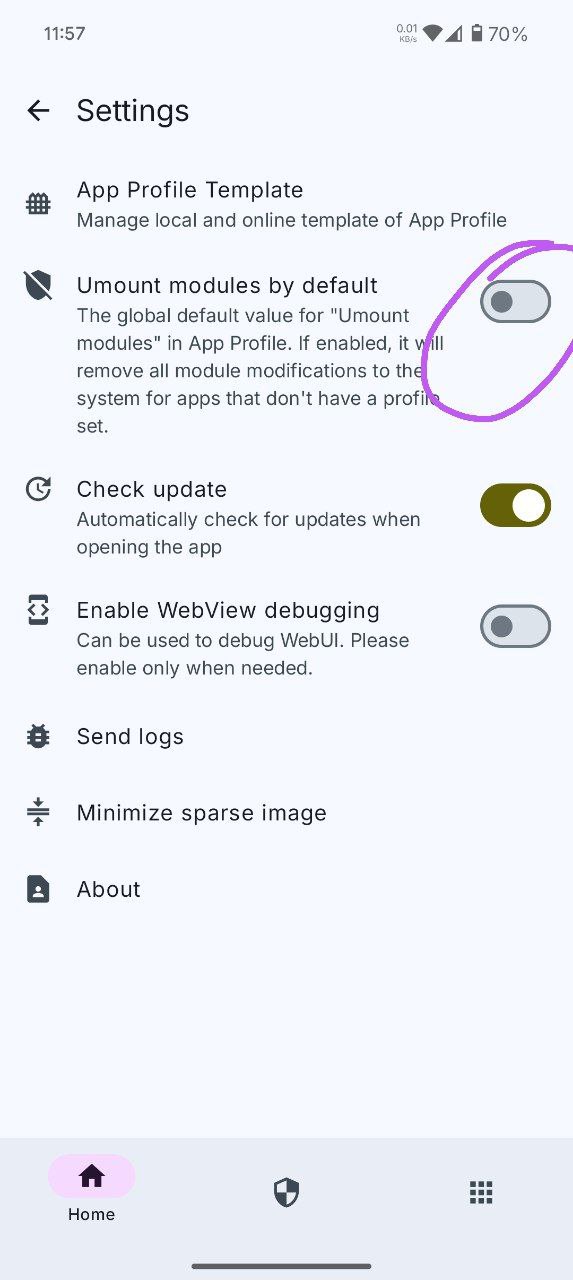 11:57
0.01
KB/s
70%
Settings
App Profile Template
Manage local and online template of App Profile
Umount modules by default
The global default value for "Umount
modules" in App Profile. If enabled, it will
remove all module modifications to the
system for apps that don't have a profile
set.
Check update
Automatically check for updates when
opening the app
Enable WebView debugging
Can be used to debug WebUI. Please
enable only when needed.
Send logs
Minimize sparse image
About
Home